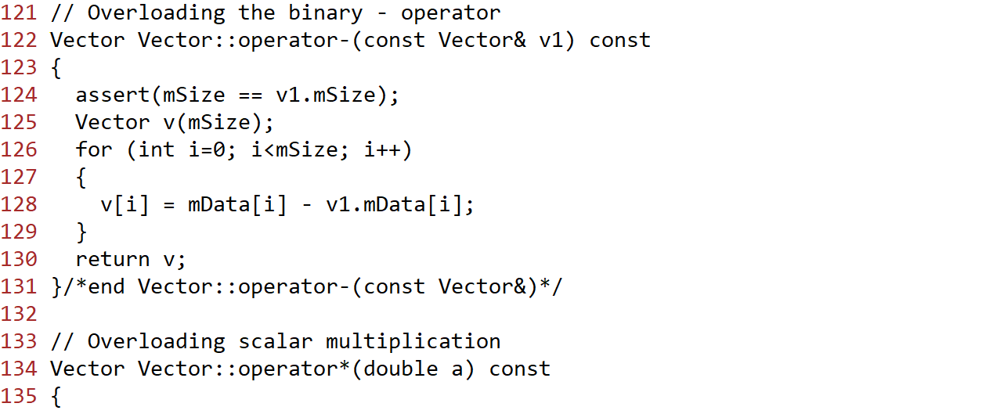 121 // Overloading the binary - operator
122 Vector Vector::operator-(const Vector& v1) const
123 {
124   assert(mSize == v1.mSize);
125   Vector v(mSize);
126   for (int i=0; i<mSize; i++)
127   {
128     v[i] = mData[i] - v1.mData[i];
129   }
130   return v;
131 }/*end Vector::operator-(const Vector&)*/
132
133 // Overloading scalar multiplication
134 Vector Vector::operator*(double a) const
135 {